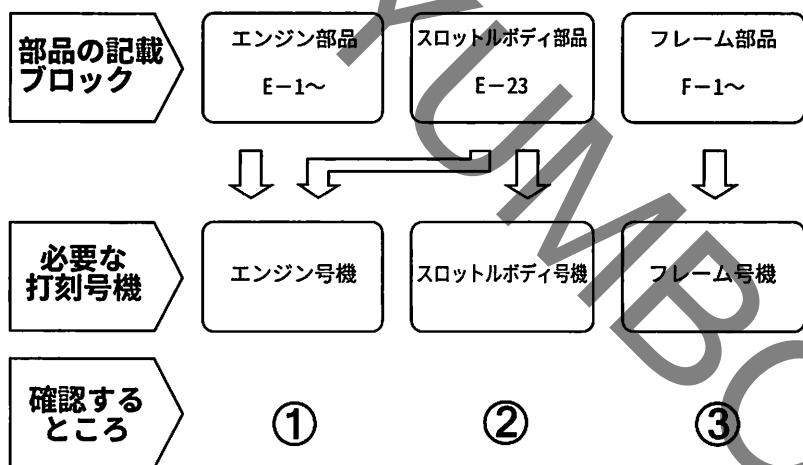 部品の記載
ブロック
エンジン部品
E－1～
スロットルボディ部品
E－23
フレーム部品
F－1～
必要な
打刻号機
エンジン号機
スロットルボディ号機
フレーム号機
確認する
ところ
①
②
③